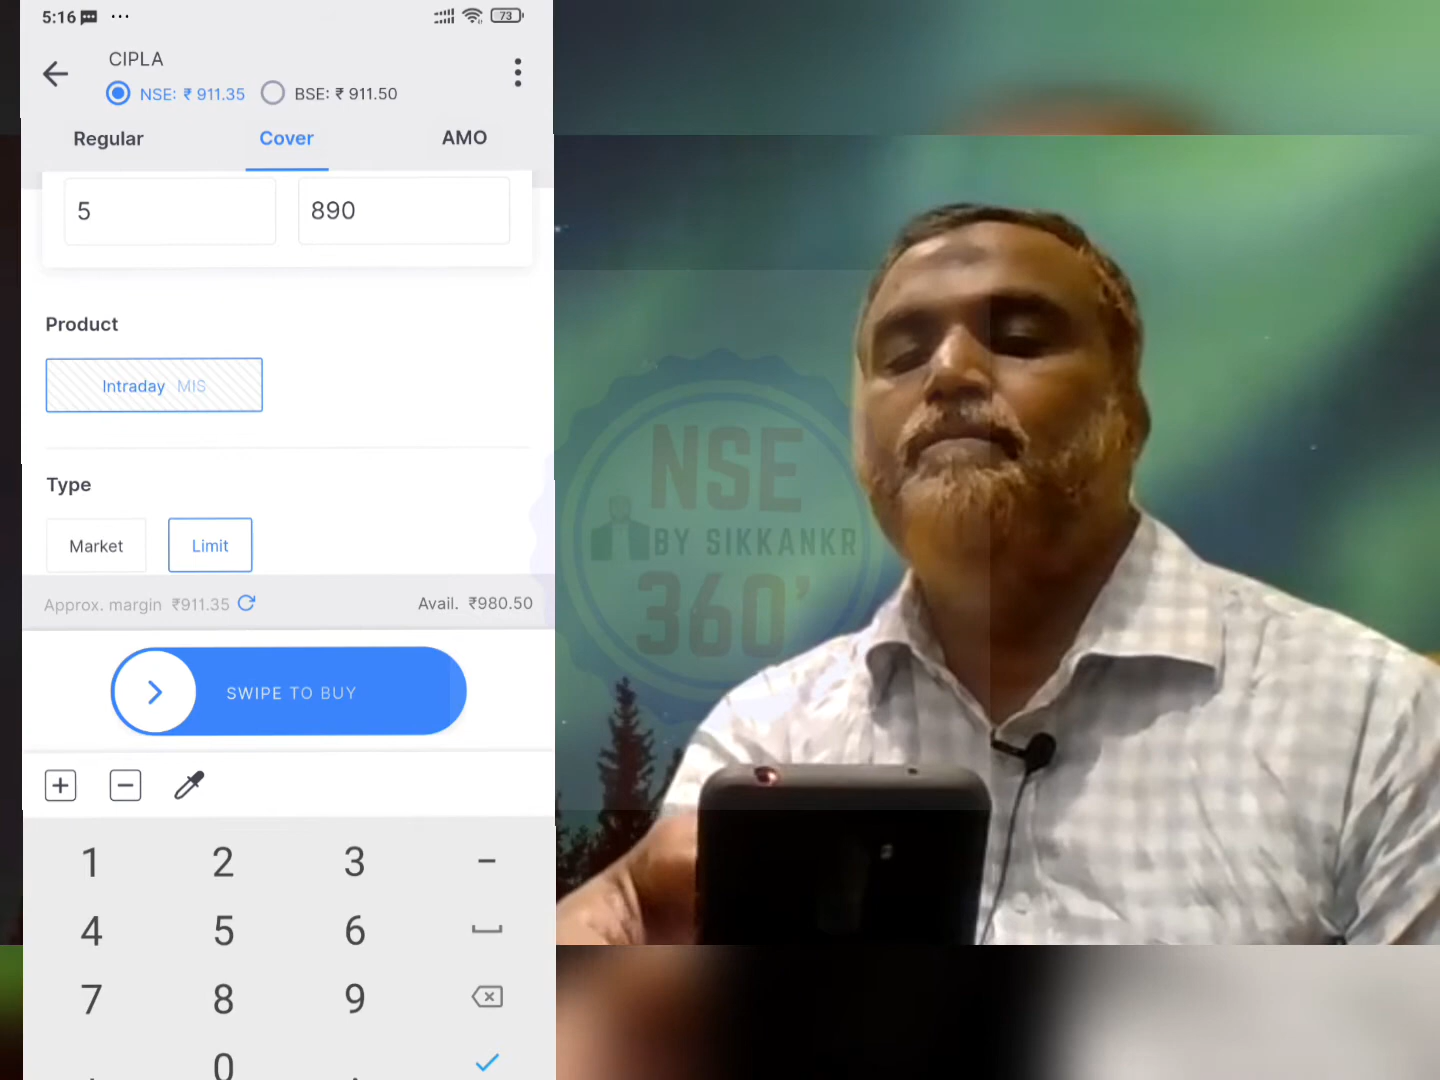 5:16 ... 73
CIPLA
NSE: ₹ 911.35 BSE: ₹ 911.50
Regular Cover AMO
5 890
Product
Intraday MIS
Type
Market Limit
Approx. margin ₹911.35 Avail. ₹980.50
SWIPE TO BUY
1 2 3 -
4 5 6
7 8 9
0
NSE
BY SIKKANKR
360'